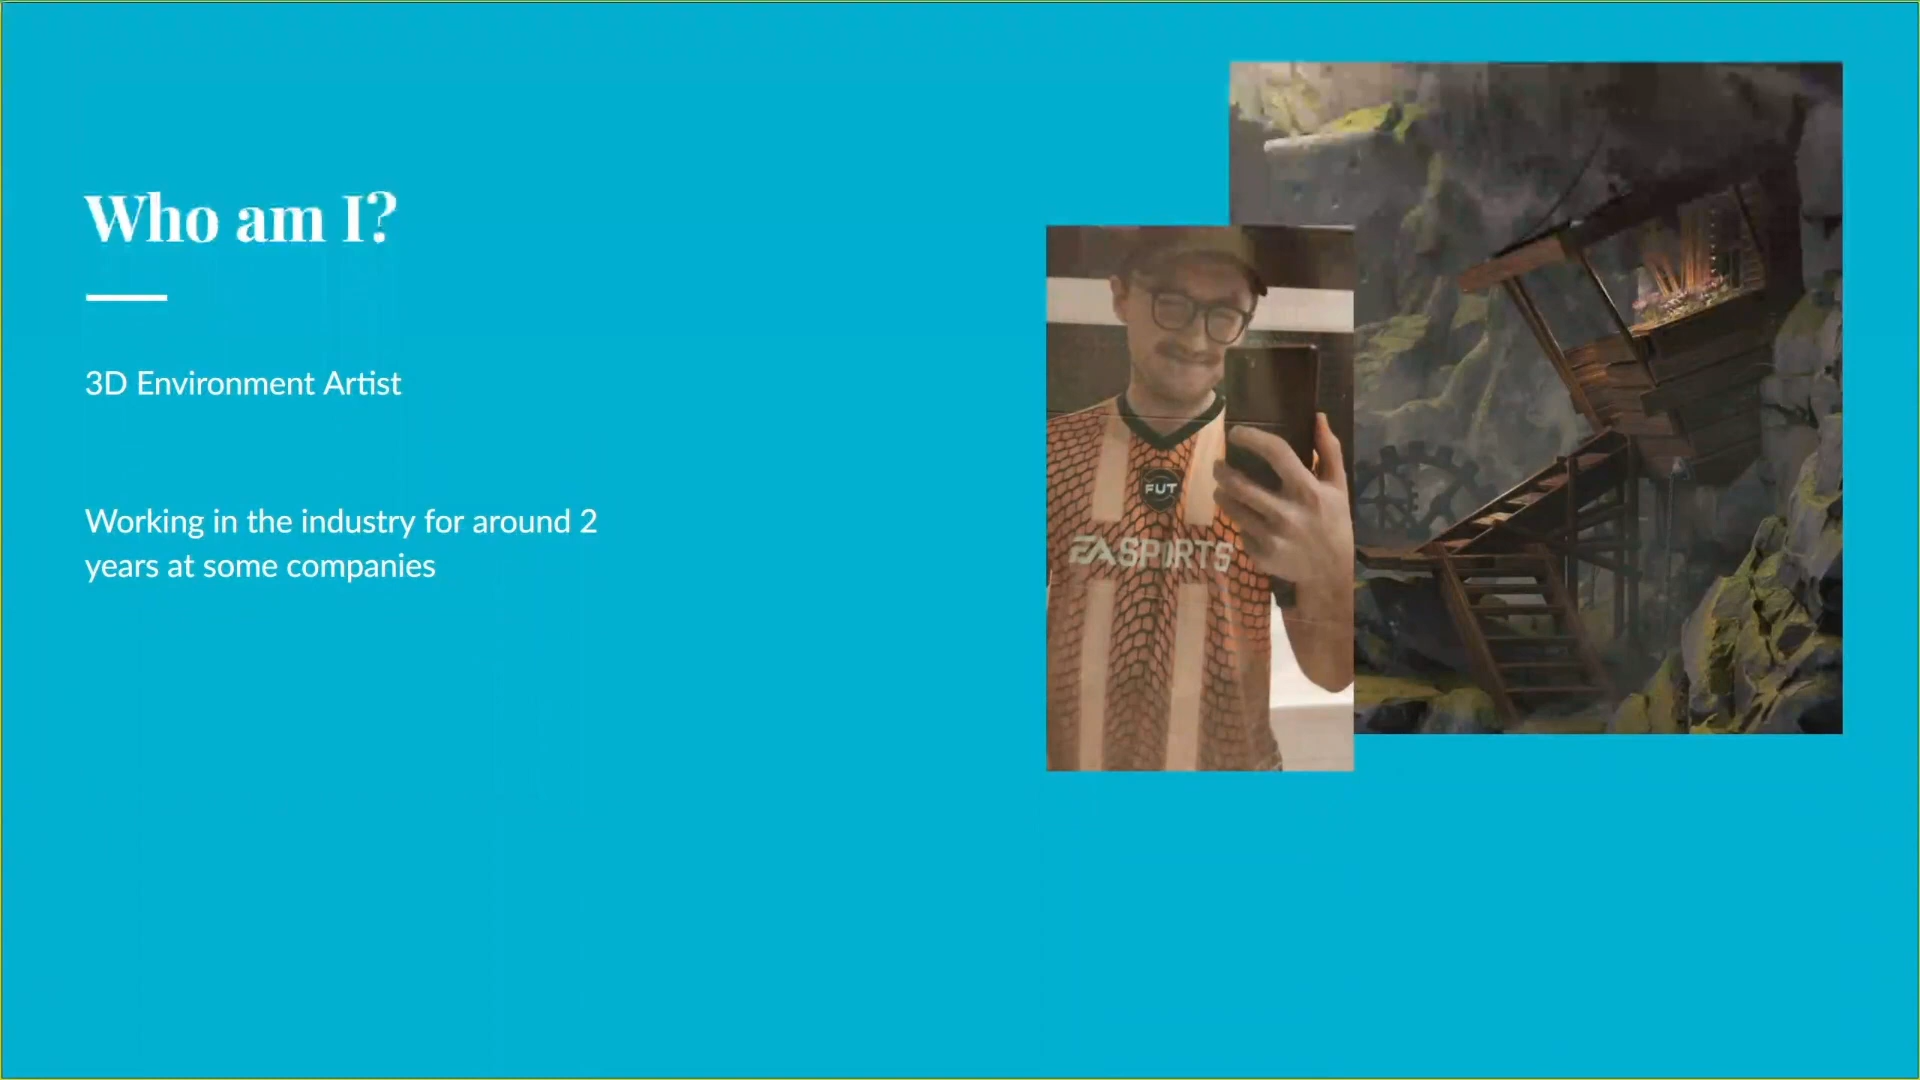 Who am I?
3D Environment Artist
Working in the industry for around 2
years at some companies
FUT
EA SPORTS